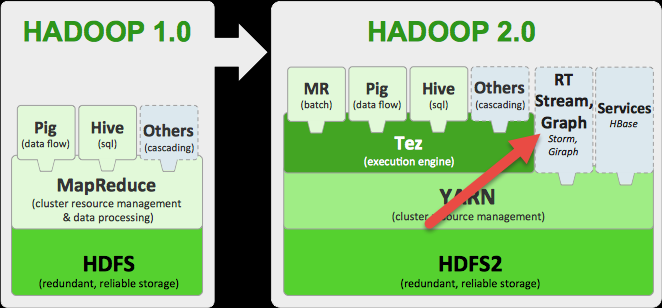 HADOOP 1.0
Pig
(data flow)
Hive
(sql)
Others
(cascading)
MapReduce
(cluster resource management
& data processing)
HDFS
(redundant, reliable storage)
HADOOP 2.0
MR
(batch)
Pig
(data flow)
Hive
(sql)
Others
(cascading)
RT
Stream,
Graph
Storm,
Giraph
Services
HBase
Tez
(execution engine)
YARN
(cluster resource management)
HDFS2
(redundant, reliable storage)